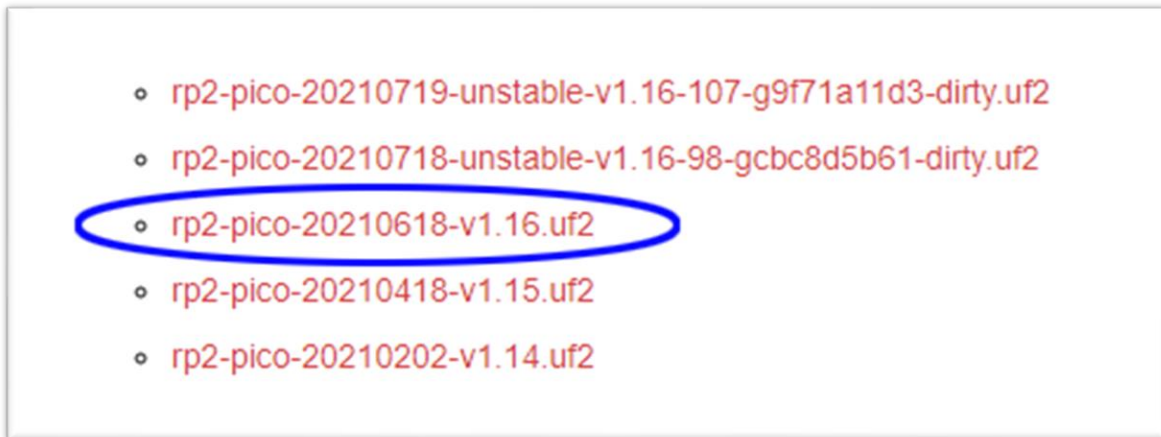 rp2-pico-20210719-unstable-v1.16-107-g9f71a11d3-dirty.uf2
rp2-pico-20210718-unstable-v1.16-98-gcbc8d5b61-dirty.uf2
rp2-pico-20210618-v1.16.uf2
rp2-pico-20210418-v1.15.uf2
rp2-pico-20210202-v1.14.uf2